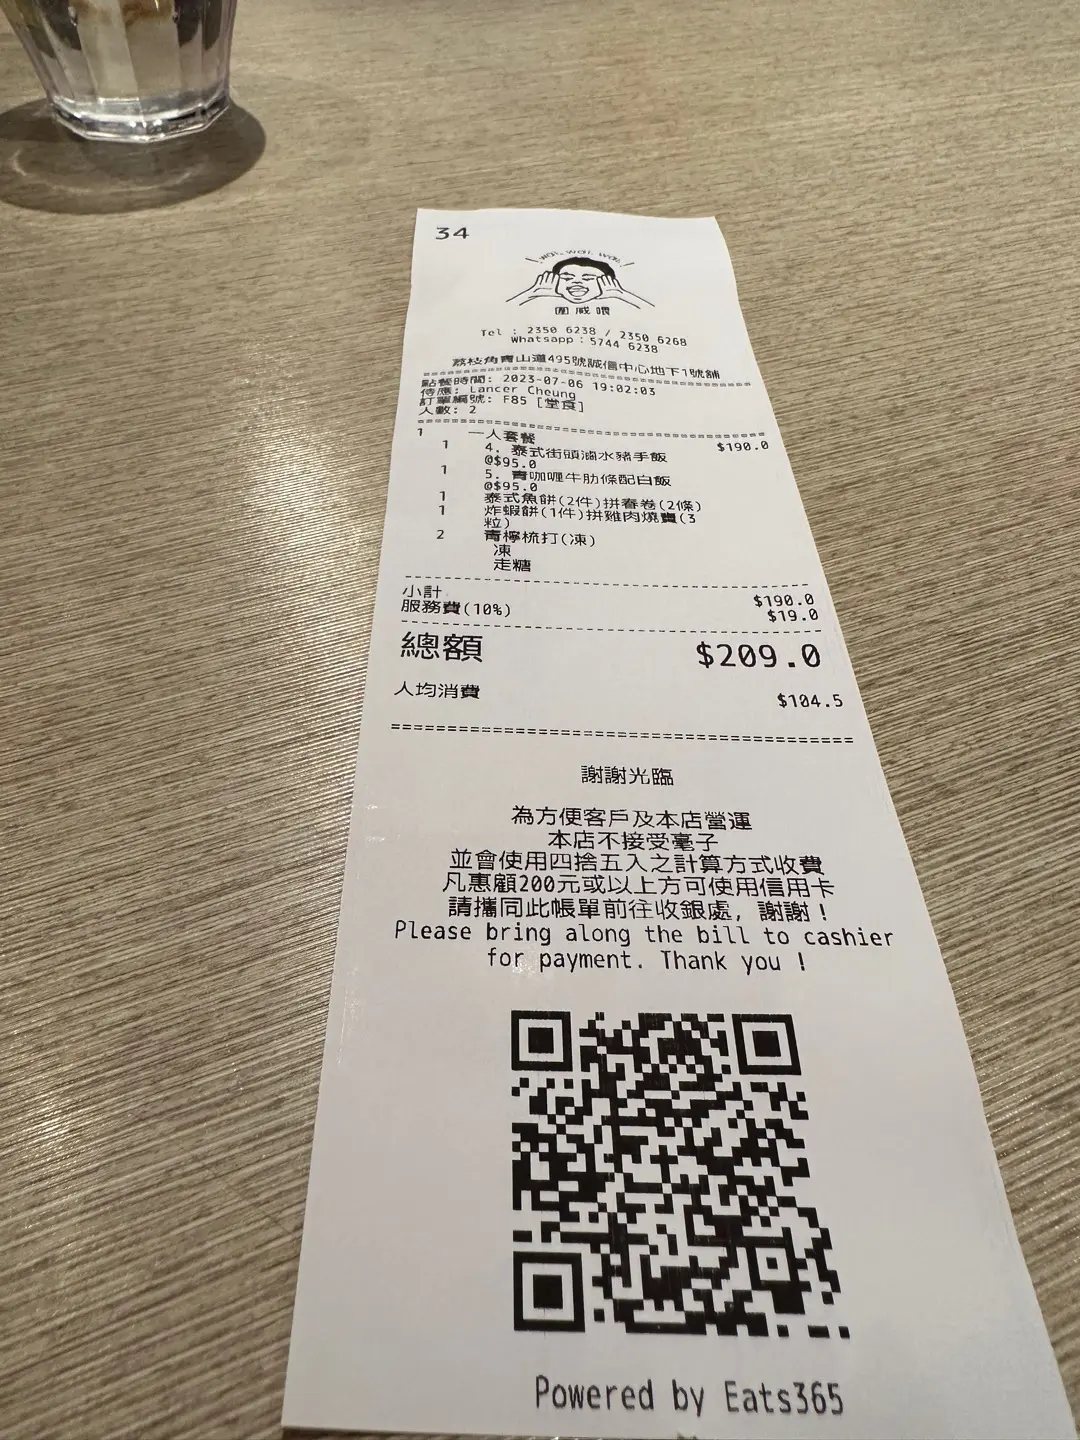 34
wai wai wai
圍威喂
Tel : 2350 6238 / 2350 6268
Whatsapp : 5744 6238
荔枝角青山道495號誠信中心地下1號舖
點餐時間: 2023-07-06 19:02:03
侍應: Lancer Cheung
訂單編號: F85 [堂食]
人數: 2
1 一人套餐 $190.0
1 4. 泰式街頭滷水豬手飯
@$95.0
1 5. 青咖喱牛肋條配白飯
@$95.0
1 泰式魚餅(2件)拼春卷(2條)
1 炸蝦餅(1件)拼雞肉燒賣(3
粒)
2 青檸梳打(凍)
凍
走糖
小計 $190.0
服務費(10%) $19.0
總額 $209.0
人均消費 $104.5
謝謝光臨
為方便客戶及本店營運
本店不接受毫子
並會使用四捨五入之計算方式收費
凡惠顧200元或以上方可使用信用卡
請攜同此帳單前往收銀處, 謝謝!
Please bring along the bill to cashier
for payment. Thank you !
Powered by Eats365